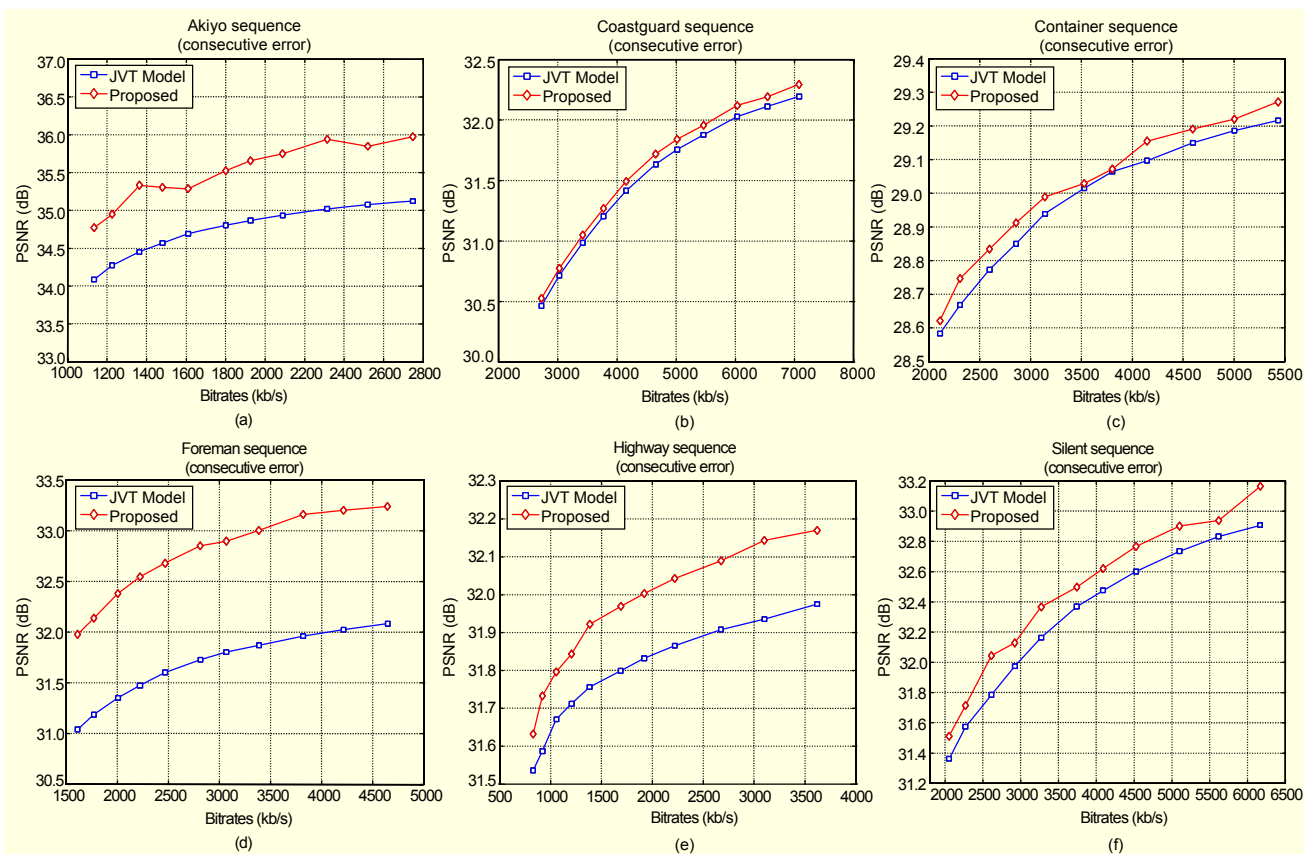 Akiyo sequence
(consecutive error)
37.0
36.5
36.0
35.5
35.0
34.5
34.0
33.5
33.0
PSNR (dB)
JVT Model
Proposed
1000 1200 1400 1600 1800 2000 2200 2400 2600 2800
Bitrates (kb/s)
(a)
Coastguard sequence
(consecutive error)
32.5
32.0
31.5
31.0
30.5
30.0
PSNR (dB)
JVT Model
Proposed
2000 3000 4000 5000 6000 7000 8000
Bitrates (kb/s)
(b)
Container sequence
(consecutive error)
29.4
29.3
29.2
29.1
29.0
28.9
28.8
28.7
28.6
28.5
PSNR (dB)
JVT Model
Proposed
2000 2500 3000 3500 4000 4500 5000 5500
Bitrates (kb/s)
(c)
Foreman sequence
(consecutive error)
33.5
33.0
32.5
32.0
31.5
31.0
30.5
PSNR (dB)
JVT Model
Proposed
1500 2000 2500 3000 3500 4000 4500 5000
Bitrates (kb/s)
(d)
Highway sequence
(consecutive error)
32.3
32.2
32.1
32.0
31.9
31.8
31.7
31.6
31.5
PSNR (dB)
JVT Model
Proposed
500 1000 1500 2000 2500 3000 3500 4000
Bitrates (kb/s)
(e)
Silent sequence
(consecutive error)
33.2
33.0
32.8
32.6
32.4
32.2
32.0
31.8
31.6
31.4
31.2
PSNR (dB)
JVT Model
Proposed
2000 2500 3000 3500 4000 4500 5000 5500 6000 6500
Bitrates (kb/s)
(f)